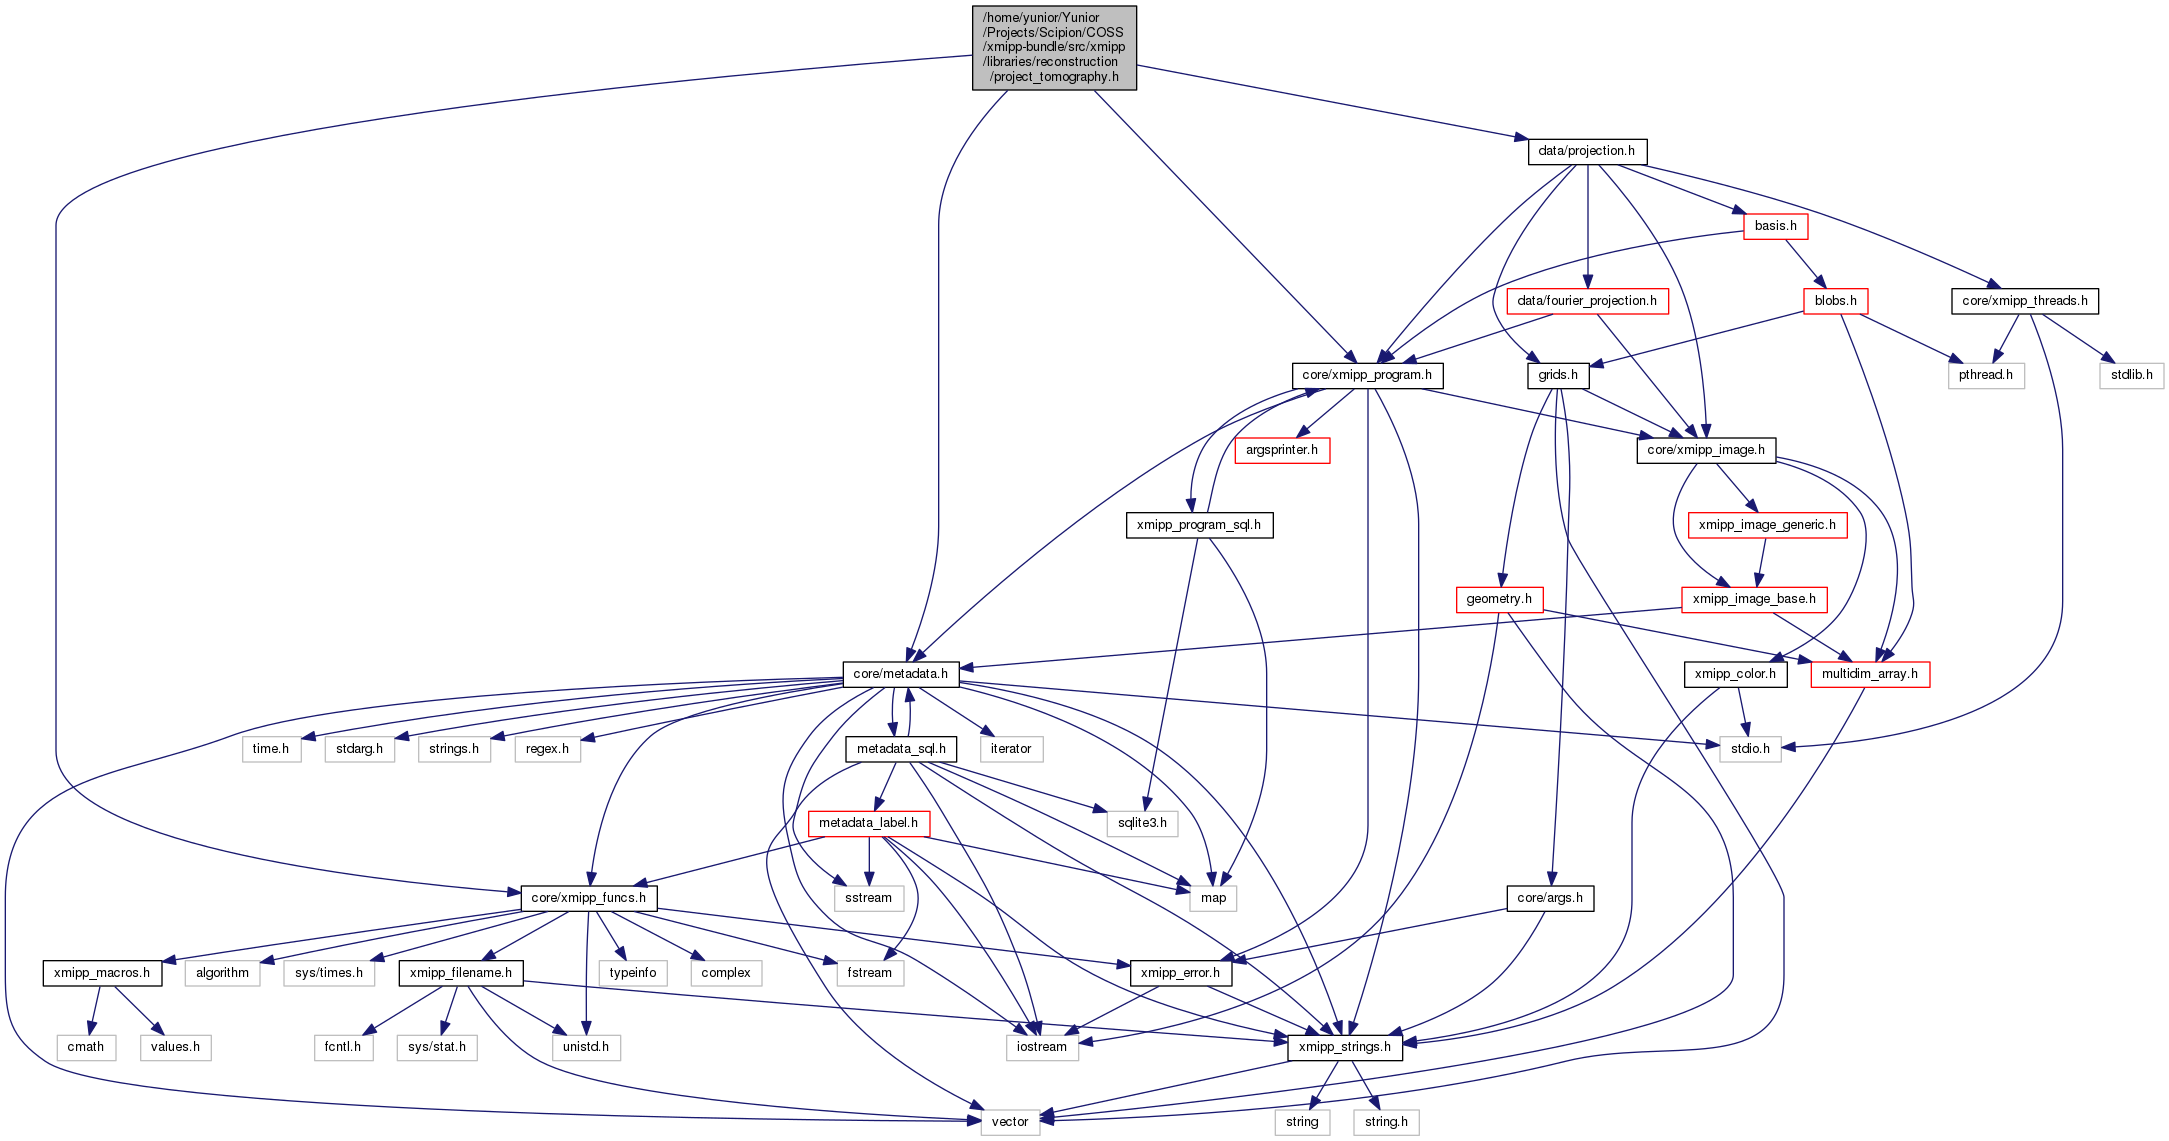 /home/yunior/Yunior
/Projects/Scipion/COSS
/xmipp-bundle/src/xmipp
/libraries/reconstruction
/project_tomography.h
data/projection.h
basis.h
data/fourier_projection.h
blobs.h
core/xmipp_threads.h
core/xmipp_program.h
grids.h
pthread.h
stdlib.h
argsprinter.h
core/xmipp_image.h
xmipp_program_sql.h
xmipp_image_generic.h
geometry.h
xmipp_image_base.h
core/metadata.h
xmipp_color.h
multidim_array.h
time.h
stdarg.h
strings.h
regex.h
metadata_sql.h
iterator
stdio.h
metadata_label.h
sqlite3.h
core/xmipp_funcs.h
sstream
map
core/args.h
xmipp_macros.h
algorithm
sys/times.h
xmipp_filename.h
typeinfo
complex
fstream
xmipp_error.h
cmath
values.h
fcntl.h
sys/stat.h
unistd.h
iostream
xmipp_strings.h
vector
string
string.h